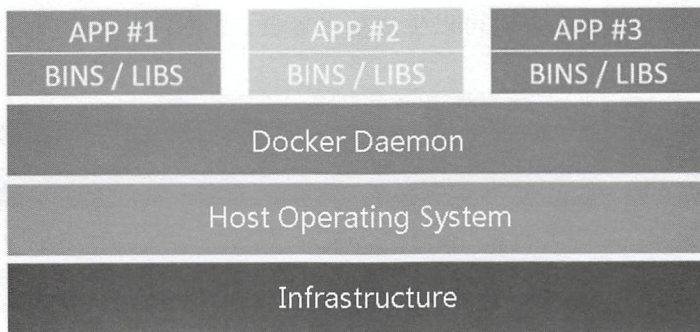 APP #1
APP #2
APP #3
BINS / LIBS
BINS / LIBS
BINS / LIBS
Docker Daemon
Host Operating System
Infrastructure